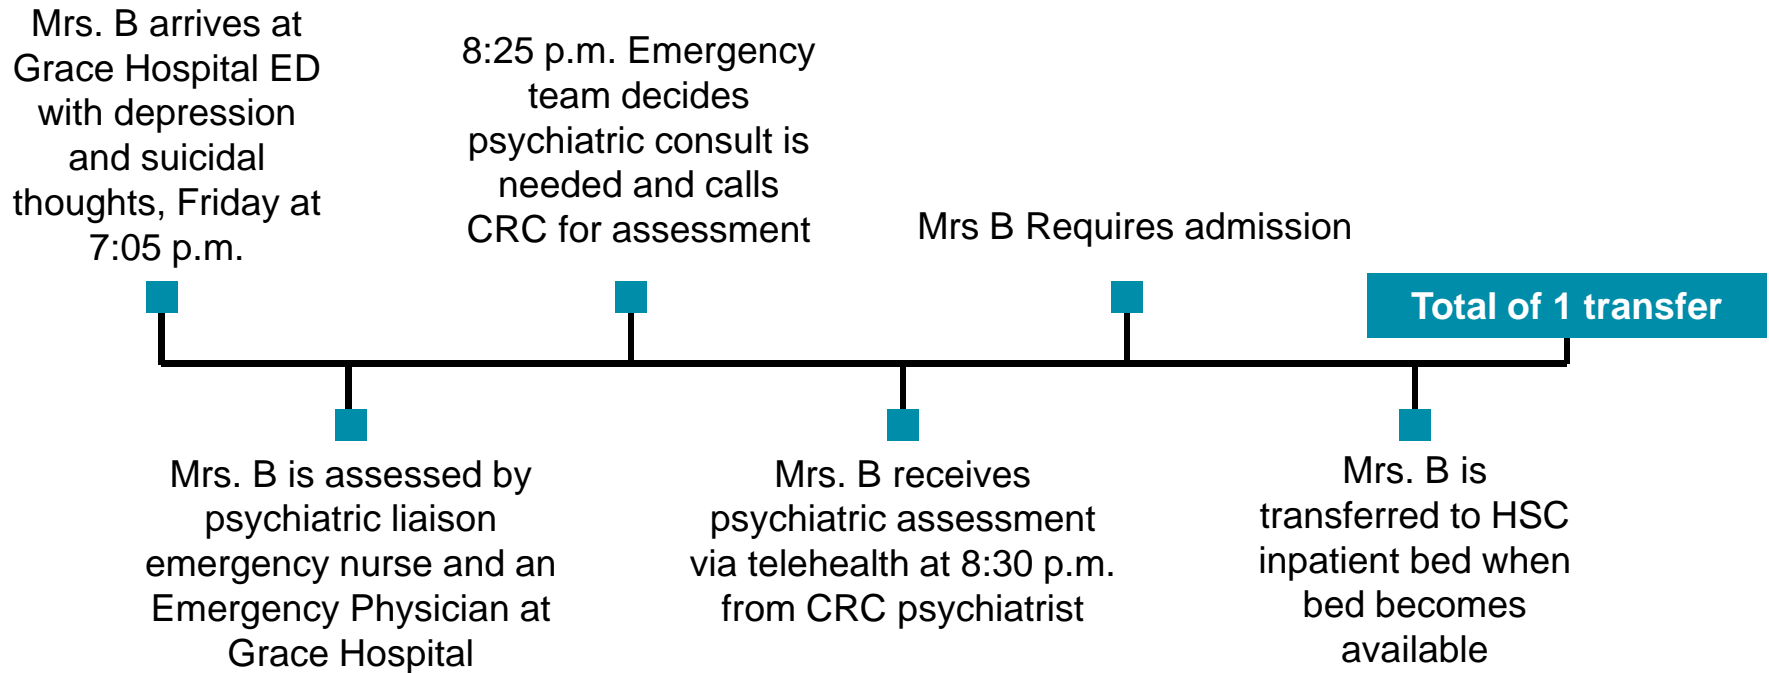 Mrs. B arrives at
Grace Hospital ED
with depression
and suicidal
thoughts, Friday at
7:05 p.m.
Mrs. B is assessed by
psychiatric liaison
emergency nurse and an
Emergency Physician at
Grace Hospital
8:25 p.m. Emergency
team decides
psychiatric consult is
needed and calls
CRC for assessment
Mrs. B receives
psychiatric assessment
via telehealth at 8:30 p.m.
from CRC psychiatrist
Mrs B Requires admission
Mrs. B is
transferred to HSC
inpatient bed when
bed becomes
available
Total of 1 transfer